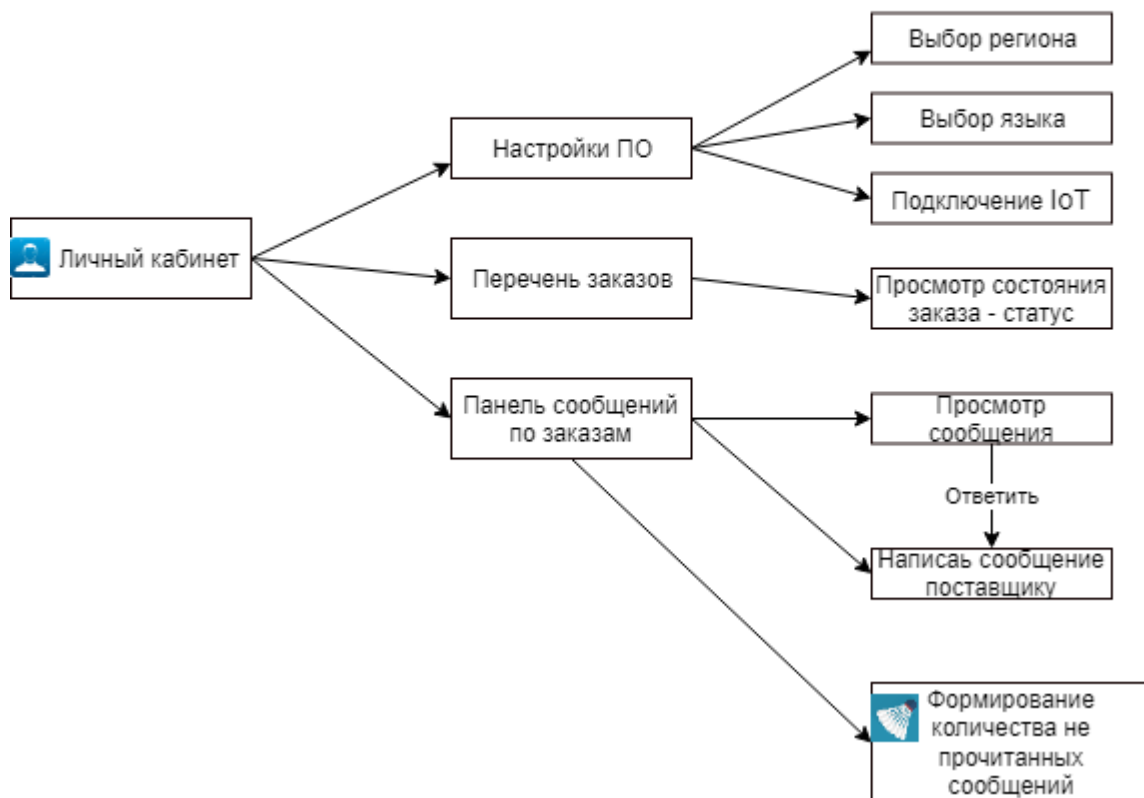 Выбор региона
Выбор языка
Настройки ПО
Подключение IoT
Личный кабинет
Перечень заказов
Просмотр состояния
заказа - статус
Панель сообщений
по заказам
Просмотр
сообщения
Ответить
Написаь сообщение
поставщику
Формирование
количества не
прочитанных
сообщений